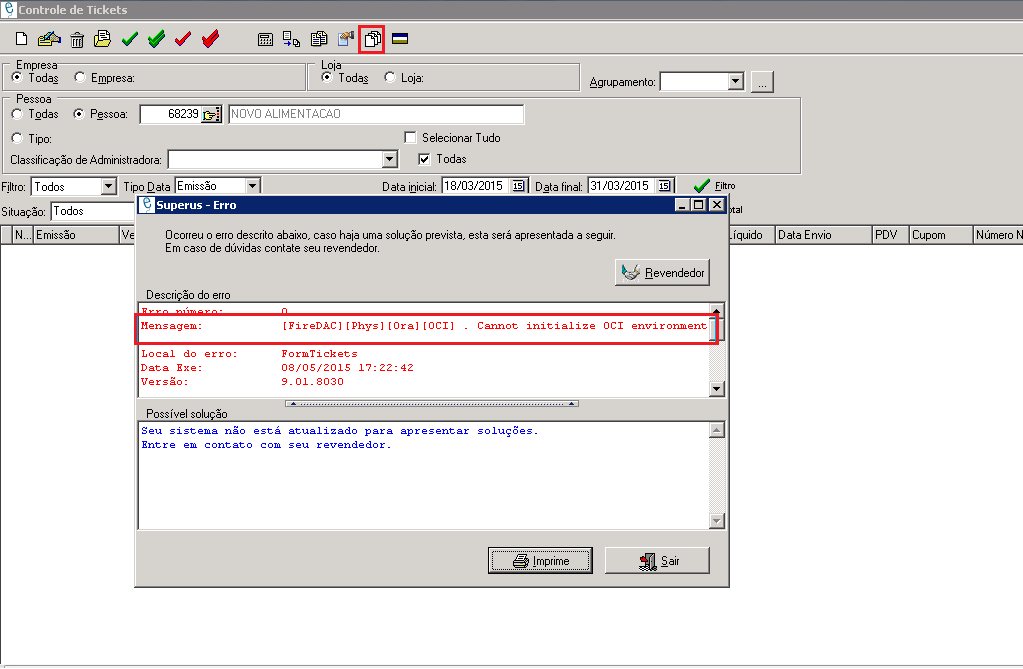 Controle de Tickets
Empresa
Todas Empresa:
Loja
Todas Loja:
Agrupamento:
...
Pessoa
Todas Pessoa: 68239 NOVO ALIMENTACAO
Tipo:
Selecionar Tudo
Classificação de Administradora:
Todas
Filtro: Todos Tipo Data Emissão Data inicial: 18/03/2015 15 Data final: 31/03/2015 15 Filtro
Situação: Todos
N... Emissão Ve
íquido Data Envio PDV Cupom Número N
Superus - Erro
Ocorreu o erro descrito abaixo, caso haja uma solução prevista, esta será apresentada a seguir.
Em caso de dúvidas contate seu revendedor.
Revendedor
Descrição do erro
Erro número: 0
Mensagem: [FireDAC][Phys][Ora][OCI] . Cannot initialize OCI environment
Local do erro: FormTickets
Data Exe: 08/05/2015 17:22:42
Versão: 9.01.8030
Possível solução
Seu sistema não está atualizado para apresentar soluções.
Entre em contato com seu revendedor.
Imprime
Sair